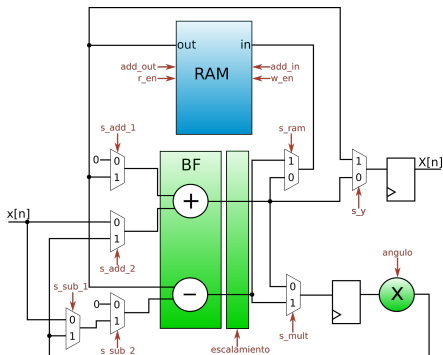 out in
add_out add_in
RAM
r_en w_en
s_add_1 s_ram
BF
0 0 1 1
1 0 0
+ X[n]
x[n] 0 s_y
1
s_add_2 angulo
s_sub_1 − 0 X
0 0 1
0 1 s_mult
1 s_sub_2 escalamiento